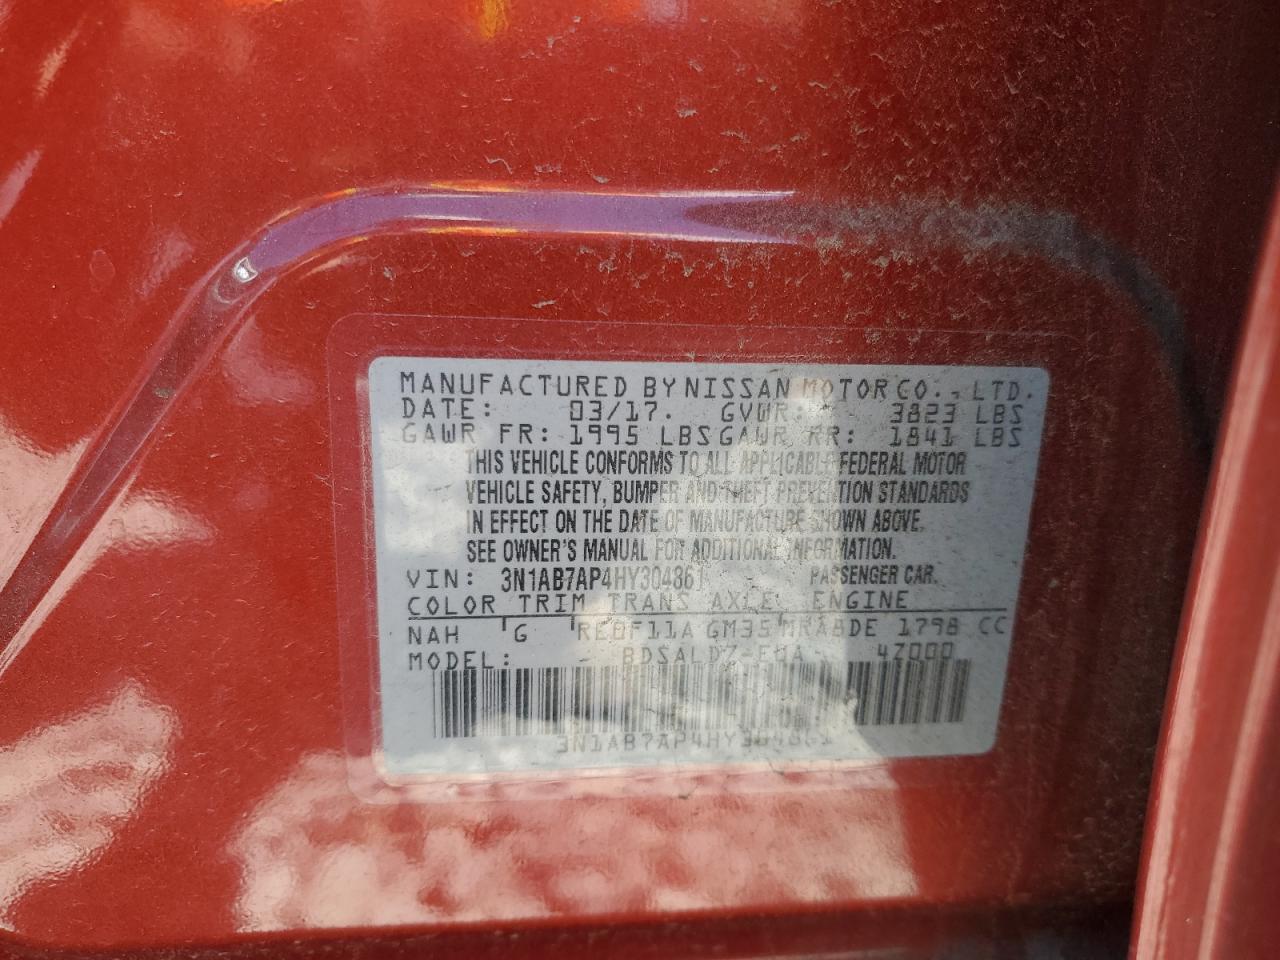 MANUFACTURED BY NISSAN MOTOR CO., LTD.
DATE: 03/17. GVWR: 3823 LBS
GAWR FR: 1995 LBS GAWR RR: 1841 LBS
THIS VEHICLE CONFORMS TO ALL APPLICABLE FEDERAL MOTOR
VEHICLE SAFETY, BUMPER AND THEFT PREVENTION STANDARDS
IN EFFECT ON THE DATE OF MANUFACTURE SHOWN ABOVE.
SEE OWNER'S MANUAL FOR ADDITIONAL INFORMATION.
VIN: 3N1AB7AP4HY304861 PASSENGER CAR.
COLOR TRIM TRANS AXLE ENGINE
NAH G RE0F11A GM35 MRA8DE 1798 CC
MODEL: 4Z000
3N1AB7AP4HY304861